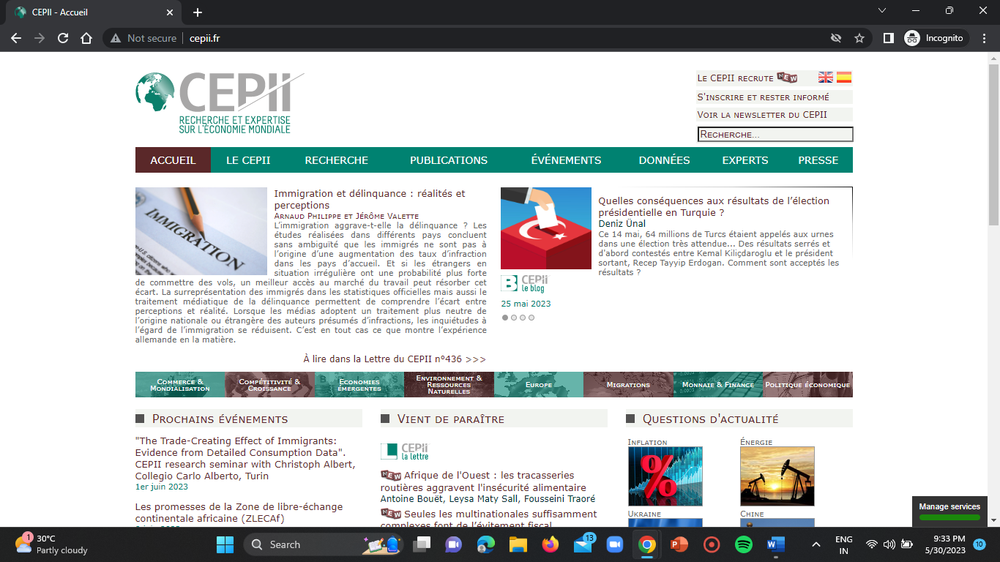 CEPII - Accueil
Not secure
cepii.fr
Incognito
CEPII
RECHERCHE ET EXPERTISE
SUR L'ÉCONOMIE MONDIALE
Le CEPII recrute NEW
S'inscrire et rester informé
Voir la newsletter du CEPII
Recherche...
ACCUEIL LE CEPII RECHERCHE PUBLICATIONS ÉVÉNEMENTS DONNÉES EXPERTS PRESSE
IMMIGRATION
Immigration et délinquance : réalités et
perceptions
Arnaud Philippe et Jérôme Valette
L’immigration aggrave-t-elle la délinquance ? Les
études réalisées dans différents pays concluent
sans ambiguïté que les immigrés ne sont pas à
l’origine d’une augmentation des taux d’infraction
dans les pays d’accueil. Et si les étrangers en
situation irrégulière ont une probabilité plus forte
de commettre des vols, un meilleur accès au marché du travail peut résorber cet
écart. La surreprésentation des immigrés dans les statistiques officielles mais aussi le
traitement médiatique de la délinquance permettent de comprendre l’écart entre
perceptions et réalité. Lorsque les médias adoptent un traitement plus neutre de
l’origine nationale ou étrangère des auteurs présumés d’infractions, les inquiétudes à
l’égard de l’immigration se réduisent. C’est en tout cas ce que montre l’expérience
allemande en la matière.
À lire dans la Lettre du CEPII n°436 >>>
Quelles conséquences aux résultats de l’élection
présidentielle en Turquie ?
Deniz Ünal
Ce 14 mai, 64 millions de Turcs étaient appelés aux urnes
dans une élection très attendue... Des résultats serrés et
d'abord contestés entre Kemal Kiliçdaroglu et le président
sortant, Recep Tayyip Erdogan. Comment sont acceptés les
résultats ?
B CEPII
le blog
25 mai 2023
Commerce &
Mondialisation
Compétitivité &
Croissance
Economies
émergentes
Environnement &
Ressources
Naturelles
Europe
Migrations
Monnaie & Finance
Politique économique
Prochains événements
"The Trade-Creating Effect of Immigrants:
Evidence from Detailed Consumption Data".
CEPII research seminar with Christoph Albert,
Collegio Carlo Alberto, Turin
1er juin 2023
Les promesses de la Zone de libre-échange
continentale africaine (ZLECAf)
Vient de paraître
CEPII
la lettre
NEW Afrique de l'Ouest : les tracasseries
routières aggravent l'insécurité alimentaire
Antoine Bouët, Leysa Maty Sall, Fousseini Traoré
NEW Seules les multinationales suffisamment
complexes font de l’évitement fiscal
Questions d'actualité
Inflation
%
Énergie
Ukraine
Chine
Manage services
1
30°C
Partly cloudy
Search
13
ENG
IN
9:33 PM
5/30/2023
10